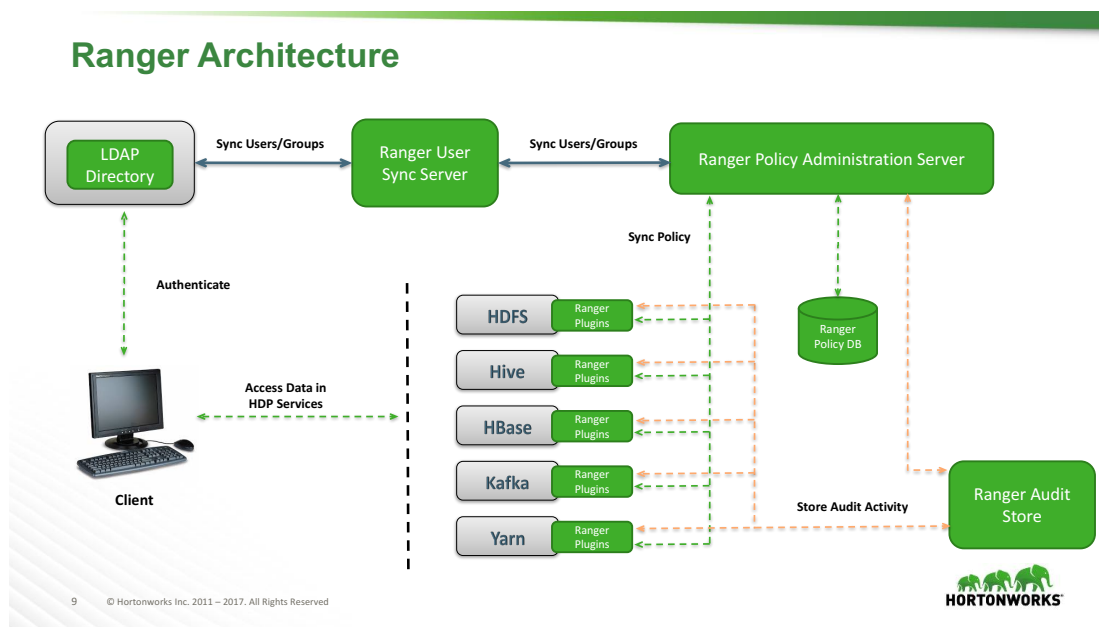 Ranger Architecture
LDAP
Directory
Sync Users/Groups
Ranger User
Sync Server
Sync Users/Groups
Ranger Policy Administration Server
Sync Policy
Authenticate
HDFS
Ranger
Plugins
Ranger
Policy DB
Hive
Ranger
Plugins
Access Data in
HDP Services
HBase
Ranger
Plugins
Kafka
Ranger
Plugins
Client
Store Audit Activity
Ranger Audit
Store
Yarn
Ranger
Plugins
9
© Hortonworks Inc. 2011 – 2017. All Rights Reserved
HORTONWORKS